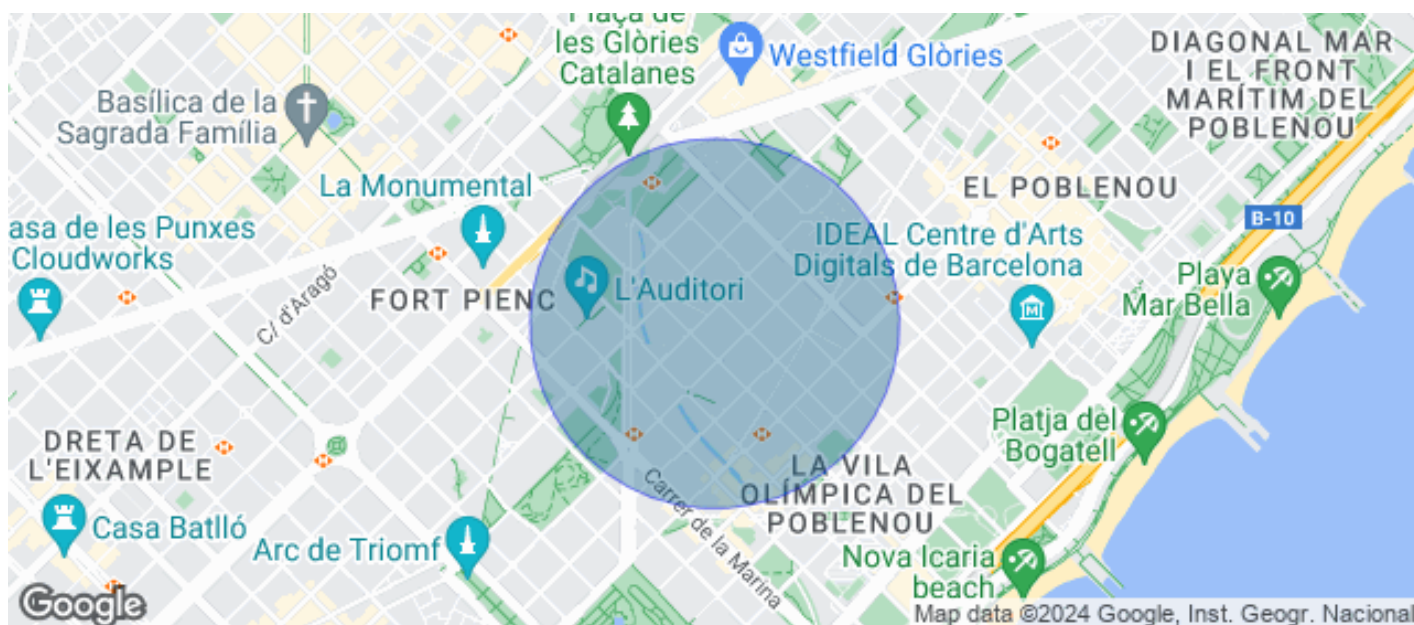 Plaça de
les Glòries
Catalanes
Westfield Glòries
DIAGONAL MAR
I EL FRONT
MARÍTIM DEL
POBLENOU
Basílica de la
Sagrada Família
La Monumental
EL POBLENOU
B-10
asa de les Punxes
Cloudworks
IDEAL Centre d'Arts
Digitals de Barcelona
Playa
Mar Bella
C/ d'Aragó
FORT PIENC
L'Auditori
Platja del
Bogatell
DRETA DE
L'EIXAMPLE
LA VILA
OLÍMPICA DEL
POBLENOU
Carrer de la Marina
Casa Batlló
Arc de Triomf
Nova Icaria
beach
Google
Map data ©2024 Google, Inst. Geogr. Nacional